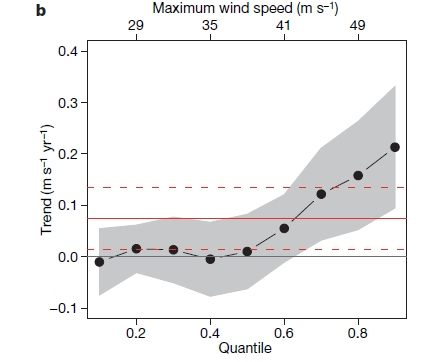 b
Maximum wind speed (m s⁻¹)
29 35 41 49
Trend (m s⁻¹ yr⁻¹)
0.4
0.3
0.2
0.1
0.0
−0.1
0.2 0.4 0.6 0.8
Quantile